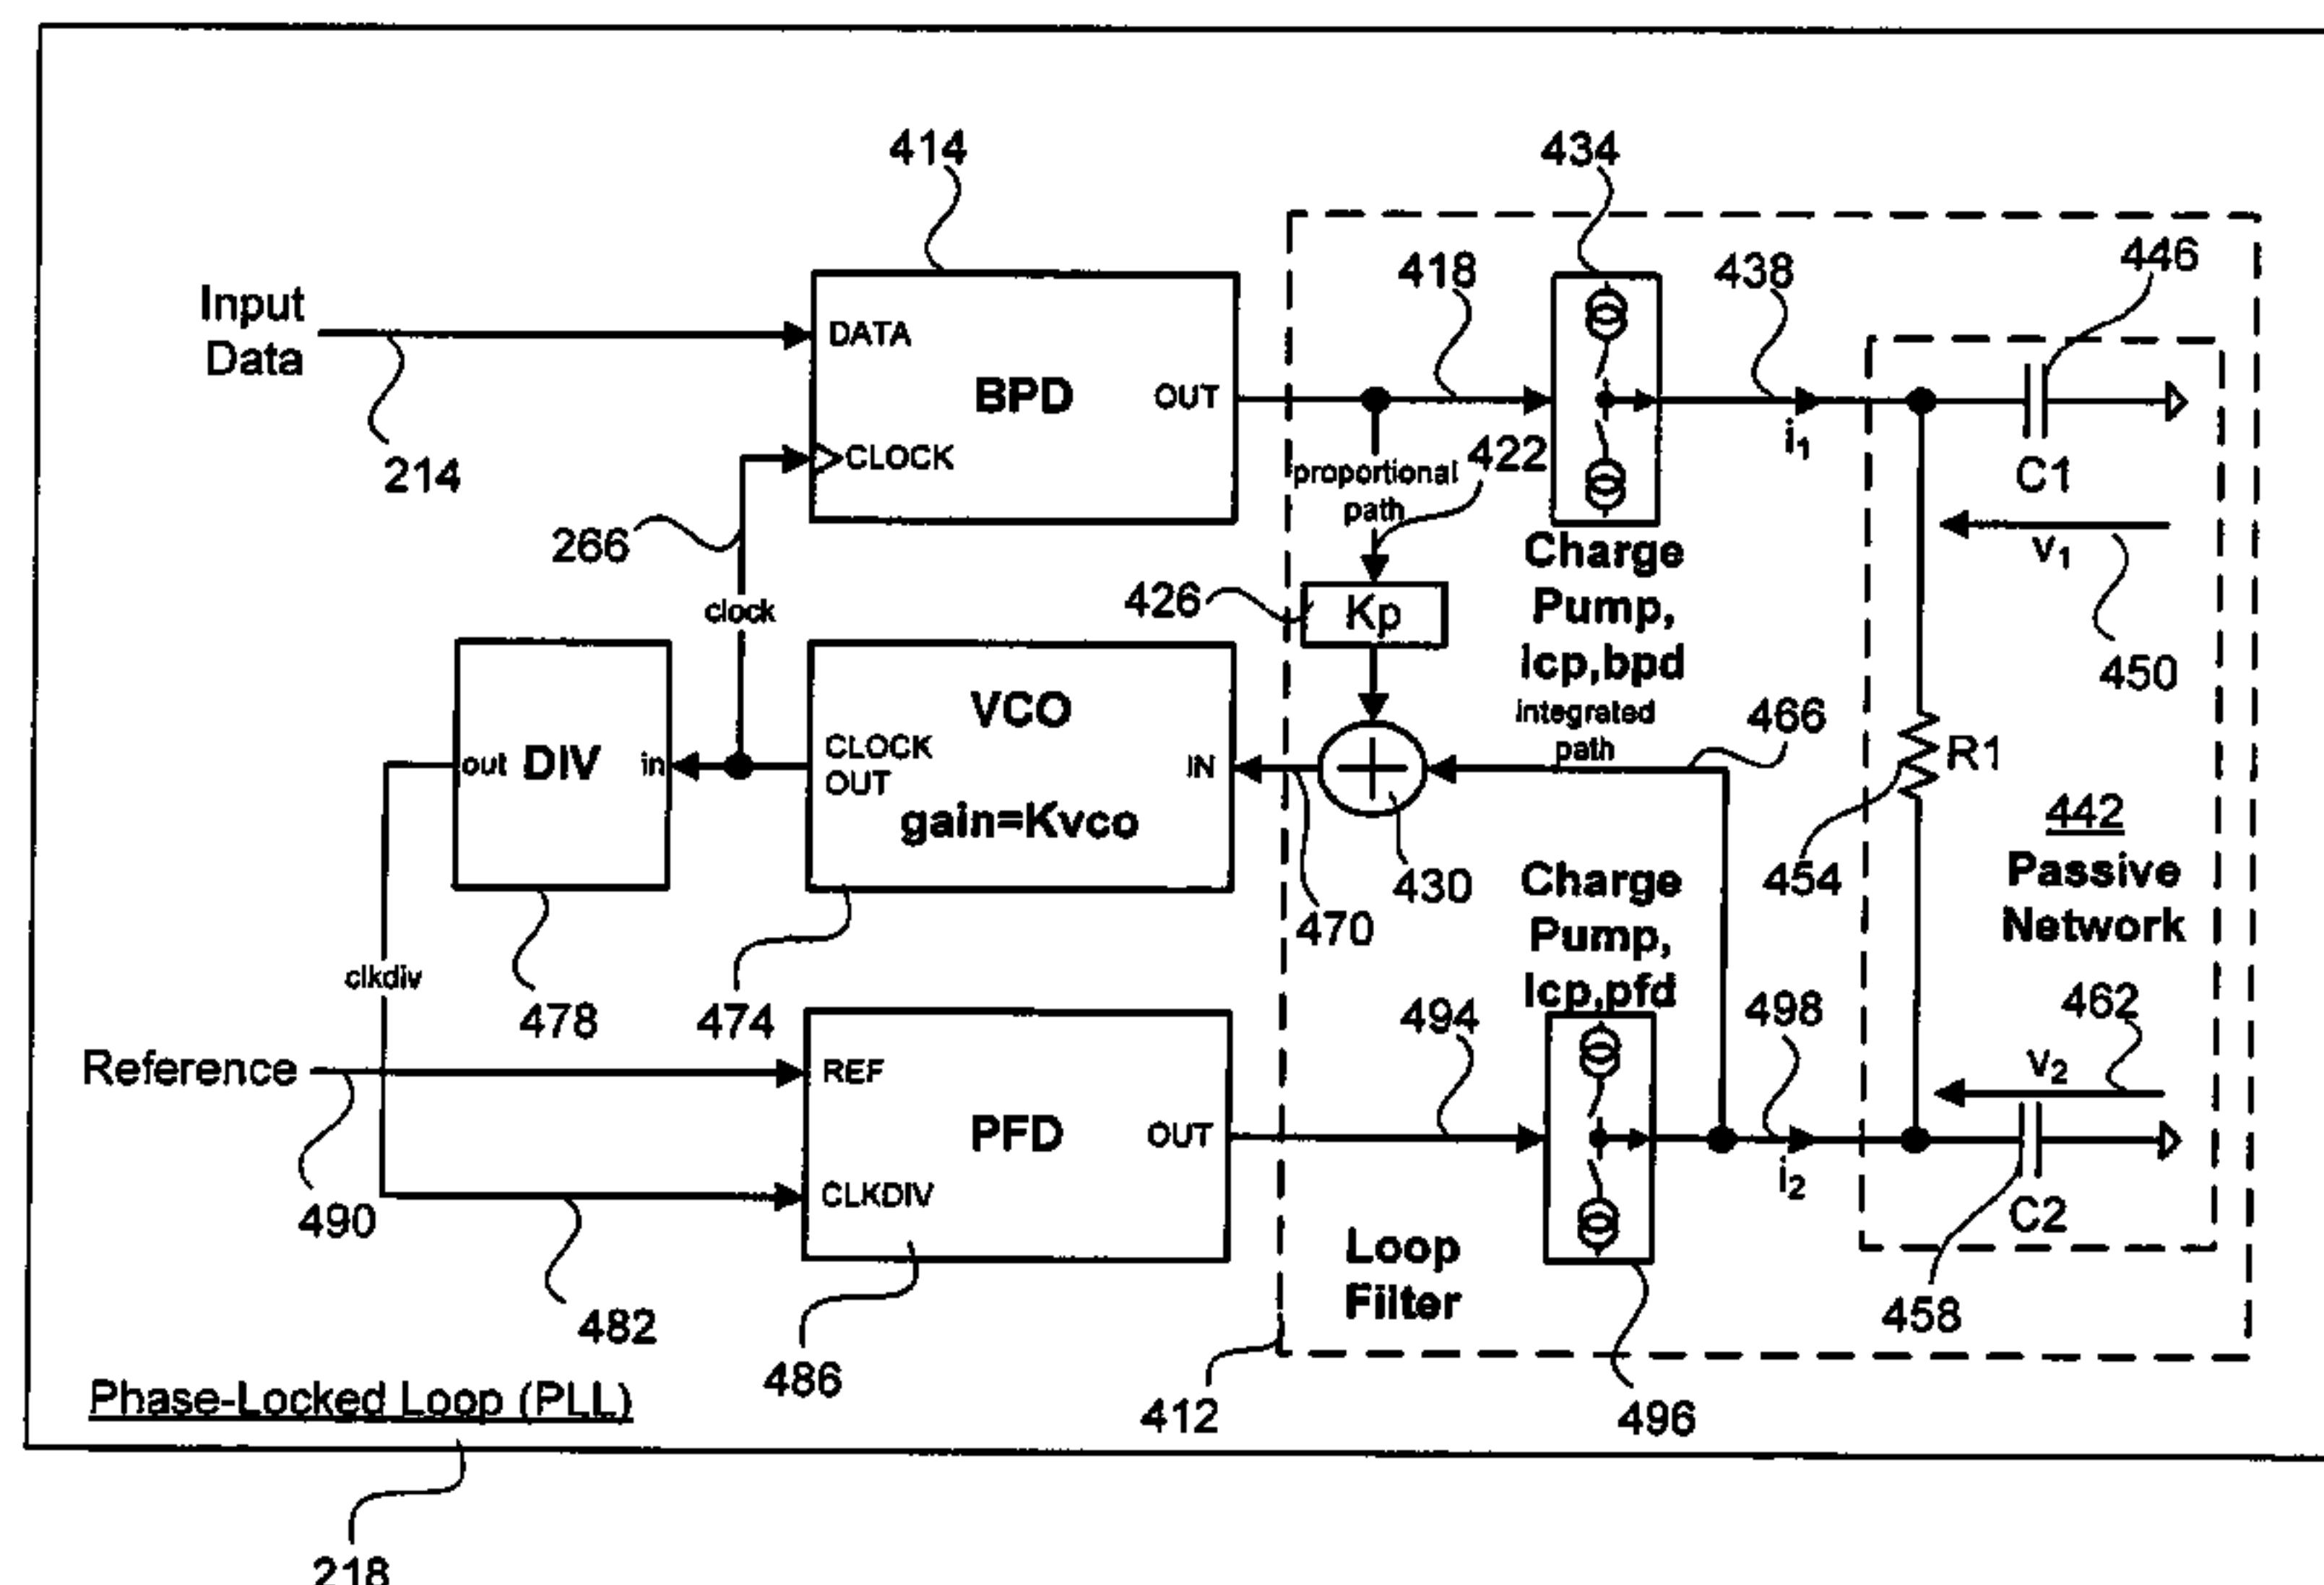 414
434
446
418
438
Input
Data
DATA
BPD
OUT
CLOCK
i1
C1
proportional
path
422
214
266
Charge
Pump,
Icp,bpd
v1
450
clock
426
Kp
VCO
CLOCK
OUT
IN
gain=Kvco
out
DIV
in
integrated
path
466
R1
442
Passive
Network
430
470
454
Charge
Pump,
Icp,pfd
clkdiv
478
474
494
498
462
v2
Reference
REF
PFD
OUT
CLKDIV
i2
C2
490
482
486
Loop
Filter
458
412
496
Phase-Locked Loop (PLL)
218